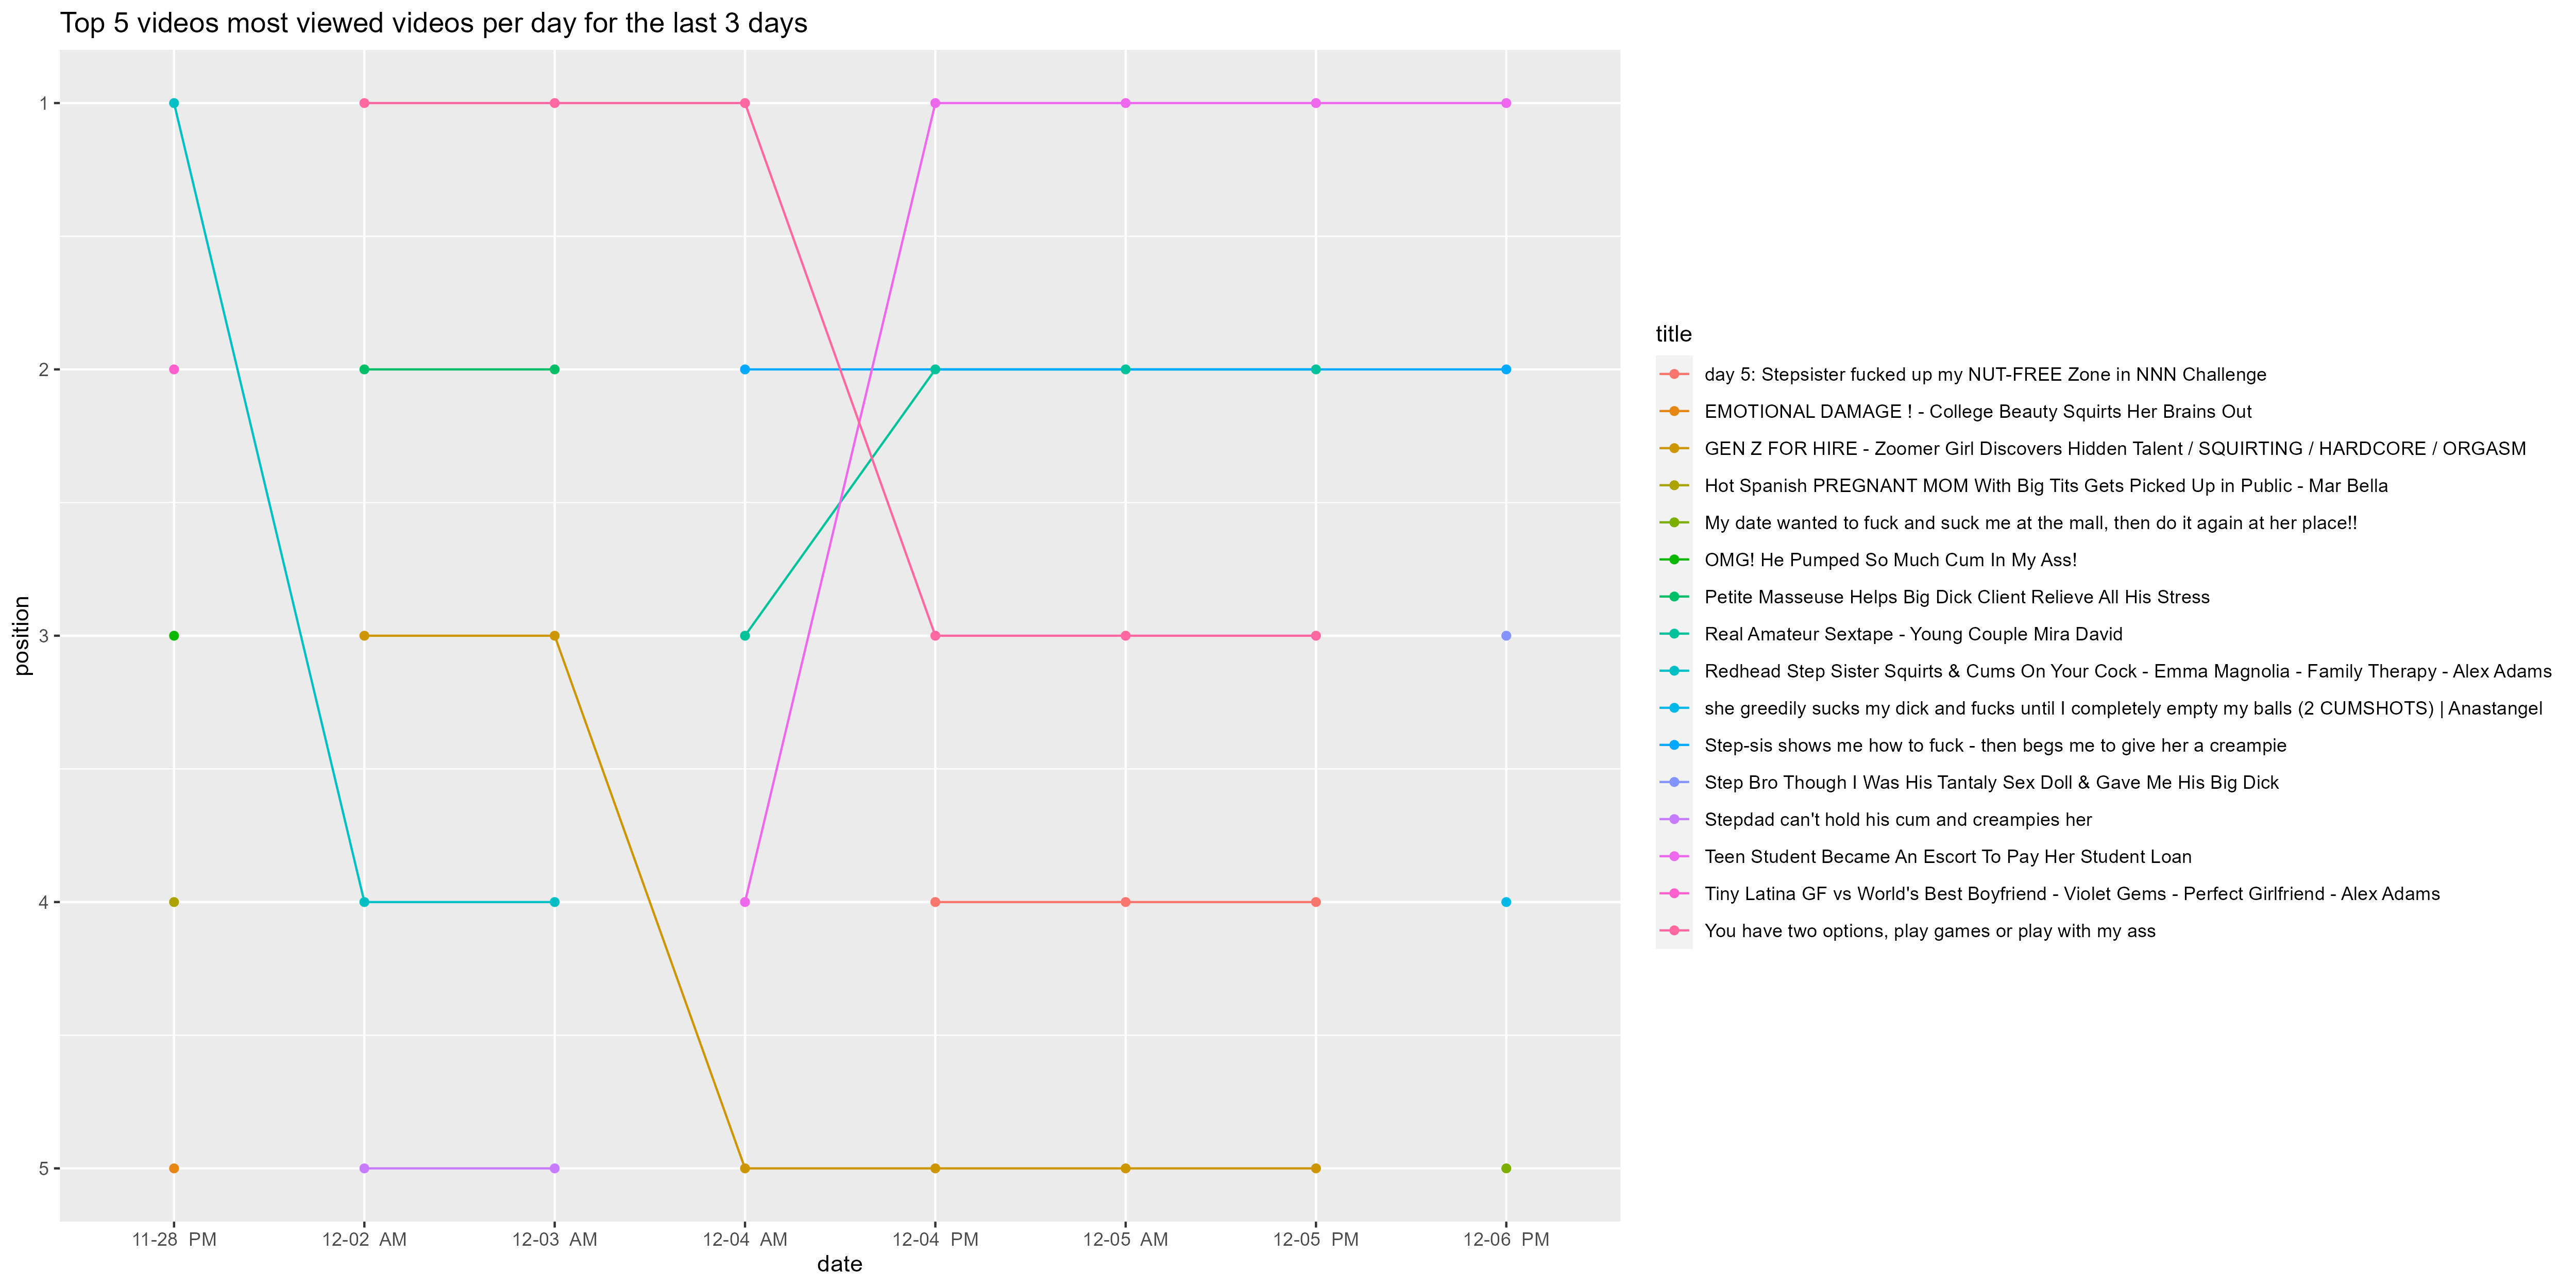 Top 5 videos most viewed videos per day for the last 3 days
1
2
3
4
5
position
11-28 PM
12-02 AM
12-03 AM
12-04 AM
12-04 PM
12-05 AM
12-05 PM
12-06 PM
date
title
day 5: Stepsister fucked up my NUT-FREE Zone in NNN Challenge
EMOTIONAL DAMAGE ! - College Beauty Squirts Her Brains Out
GEN Z FOR HIRE - Zoomer Girl Discovers Hidden Talent / SQUIRTING / HARDCORE / ORGASM
Hot Spanish PREGNANT MOM With Big Tits Gets Picked Up in Public - Mar Bella
My date wanted to fuck and suck me at the mall, then do it again at her place!!
OMG! He Pumped So Much Cum In My Ass!
Petite Masseuse Helps Big Dick Client Relieve All His Stress
Real Amateur Sextape - Young Couple Mira David
Redhead Step Sister Squirts & Cums On Your Cock - Emma Magnolia - Family Therapy - Alex Adams
she greedily sucks my dick and fucks until I completely empty my balls (2 CUMSHOTS) | Anastangel
Step-sis shows me how to fuck - then begs me to give her a creampie
Step Bro Though I Was His Tantaly Sex Doll & Gave Me His Big Dick
Stepdad can't hold his cum and creampies her
Teen Student Became An Escort To Pay Her Student Loan
Tiny Latina GF vs World's Best Boyfriend - Violet Gems - Perfect Girlfriend - Alex Adams
You have two options, play games or play with my ass